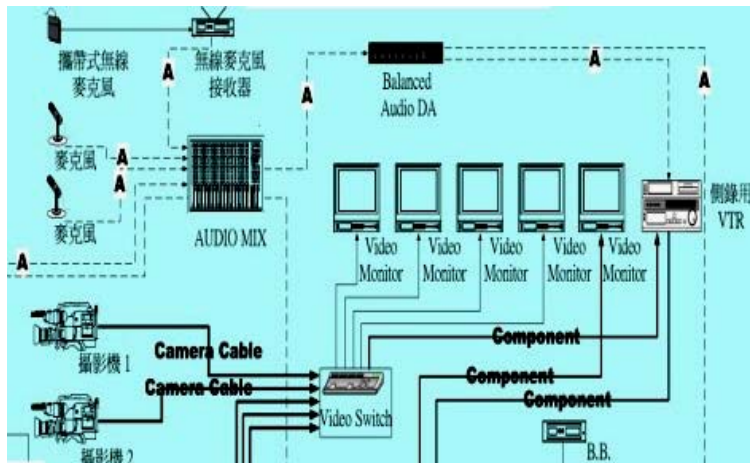 攜帶式無線
麥克風
無線麥克風
接收器
A
Balanced
Audio DA
A
A
A
麥克風
A
A
麥克風
AUDIO MIX
A
側錄用
VTR
Video
Monitor
Video
Monitor
Video
Monitor
Video
Monitor
Video
Monitor
Component
Camera Cable
攝影機 1
Component
Camera Cable
Component
Video Switch
攝影機 2
B.B.